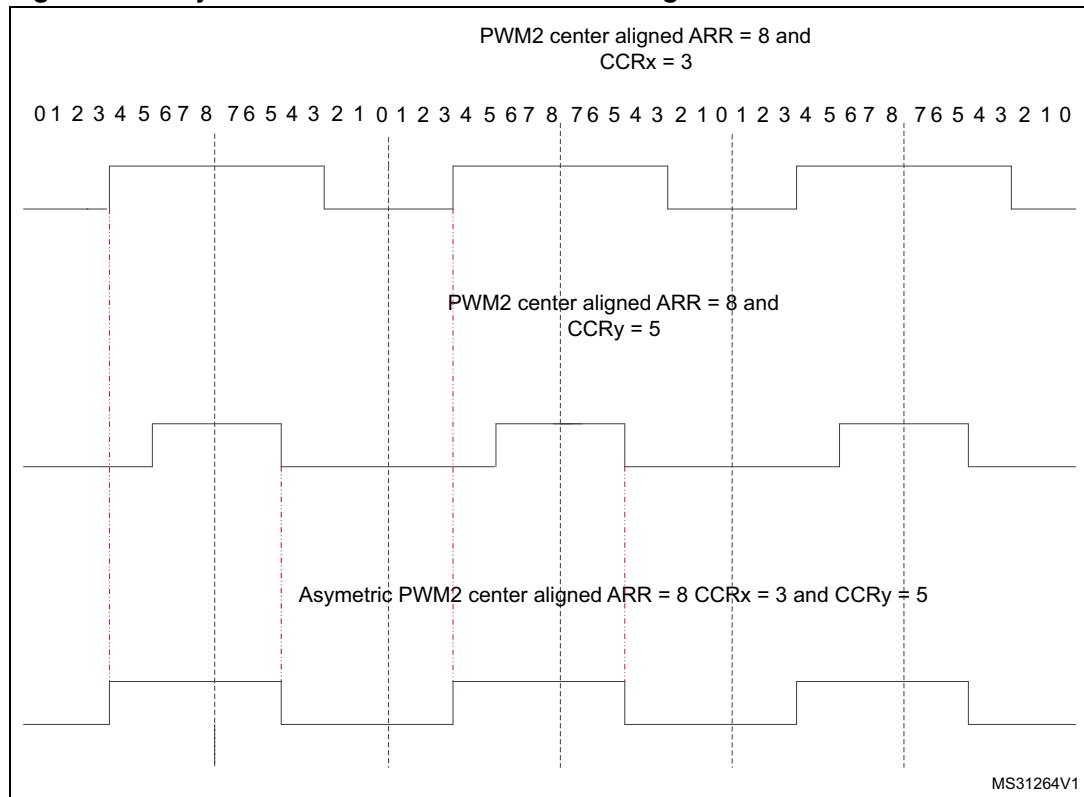 PWM2 center aligned ARR = 8 and
CCRx = 3
0 1 2 3 4 5 6 7 8 7 6 5 4 3 2 1 0 1 2 3 4 5 6 7 8 7 6 5 4 3 2 1 0 1 2 3 4 5 6 7 8 7 6 5 4 3 2 1 0
PWM2 center aligned ARR = 8 and
CCRy = 5
Asymetric PWM2 center aligned ARR = 8 CCRx = 3 and CCRy = 5
MS31264V1